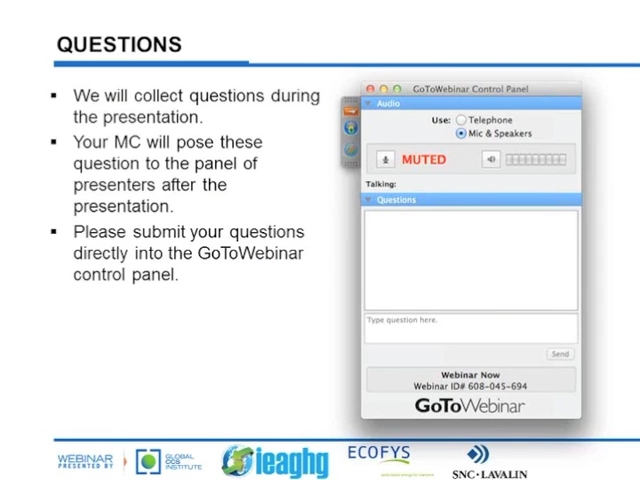 QUESTIONS
We will collect questions during
the presentation.
Your MC will pose these
question to the panel of
presenters after the
presentation.
Please submit your questions
directly into the GoToWebinar
control panel.
GoToWebinar Control Panel
Audio
Use: Telephone
Mic & Speakers
MUTED
Talking:
Questions
Type question here.
Send
Webinar Now
Webinar ID# 608-045-694
GoToWebinar
WEBINAR
PRESENTED BY
GLOBAL
CCS
INSTITUTE
ieaghg
ECOFYS
SNC•LAVALIN